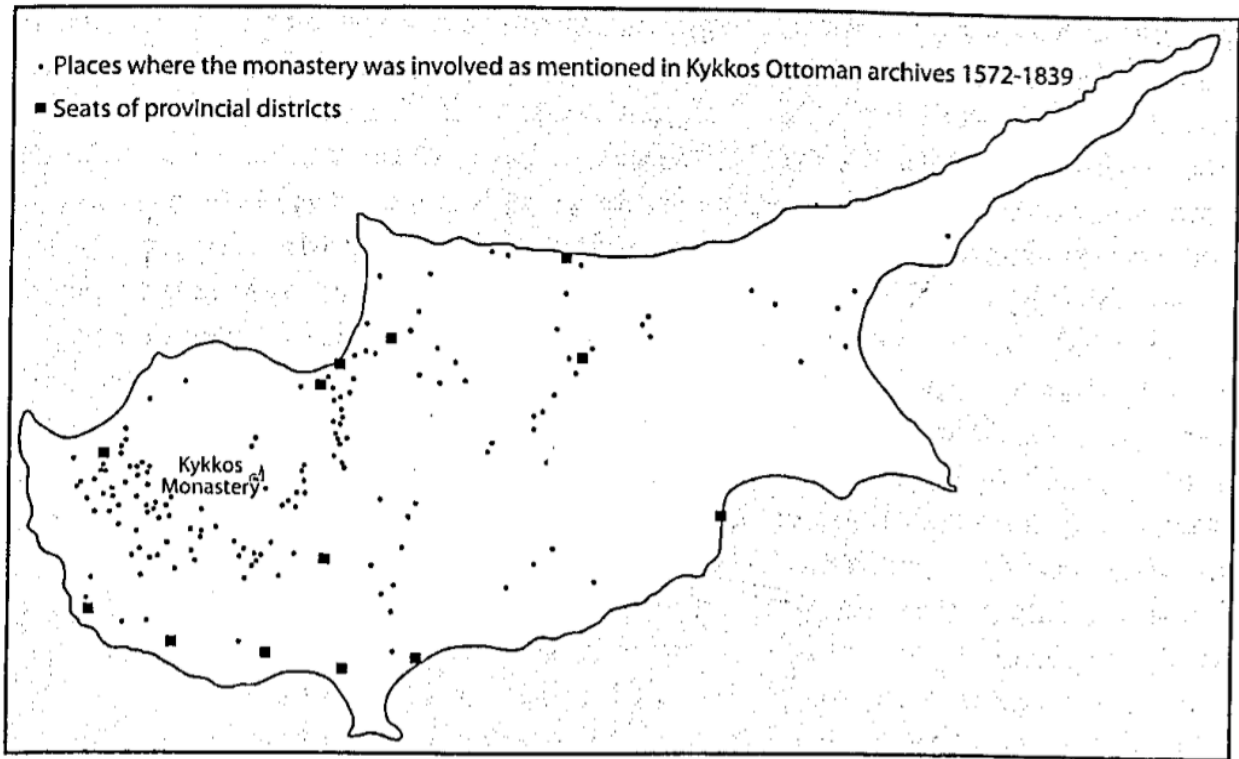 · Places where the monastery was involved as mentioned in Kykkos Ottoman archives 1572-1839
■ Seats of provincial districts
Kykkos
Monastery